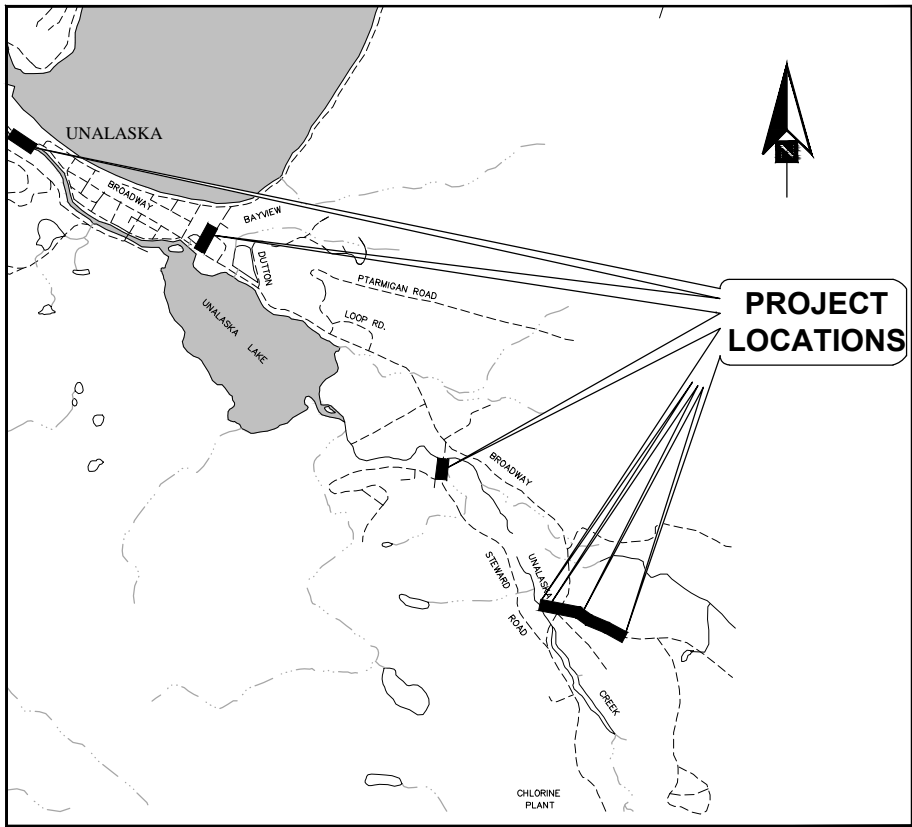 UNALASKA
BROADWAY
BAYVIEW
DUTTON
PTARMIGAN ROAD
UNALASKA
LAKE
LOOP RD.
PROJECT
LOCATIONS
N
BROADWAY
STEWARD
ROAD
UNALASKA
CREEK
CHLORINE
PLANT